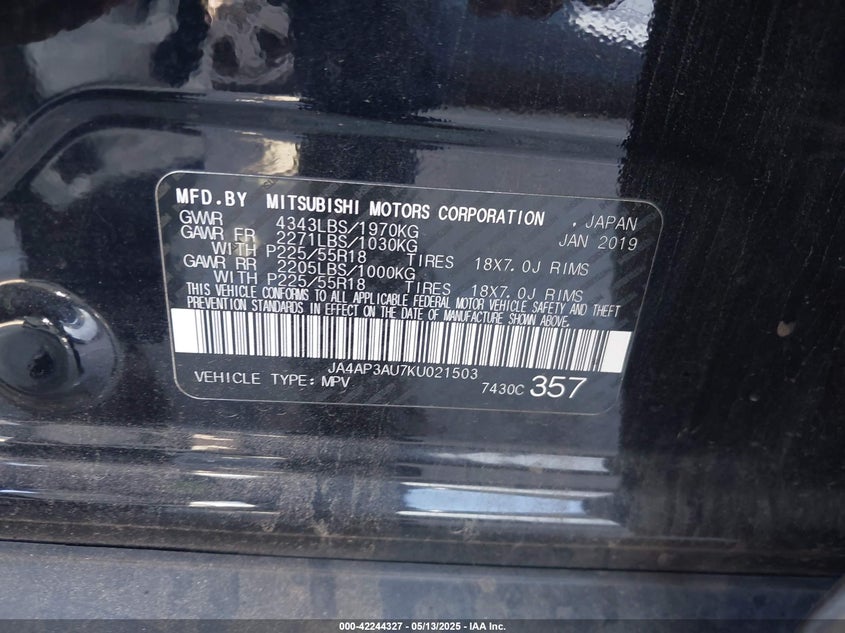 MFD.BY MITSUBISHI MOTORS CORPORATION , JAPAN
GVWR 4343LBS/1970KG JAN 2019
GAWR FR 2271LBS/1030KG
WITH P225/55R18 TIRES 18X7.0J RIMS
GAWR RR 2205LBS/1000KG
WITH P225/55R18 TIRES 18X7.0J RIMS
THIS VEHICLE CONFORMS TO ALL APPLICABLE FEDERAL MOTOR VEHICLE SAFETY AND THEFT
PREVENTION STANDARDS IN EFFECT ON THE DATE OF MANUFACTURE SHOWN ABOVE.
JA4AP3AU7KU021503
VEHICLE TYPE:MPV 7430C 357
000-42244327 - 05/13/2025 - IAA Inc.